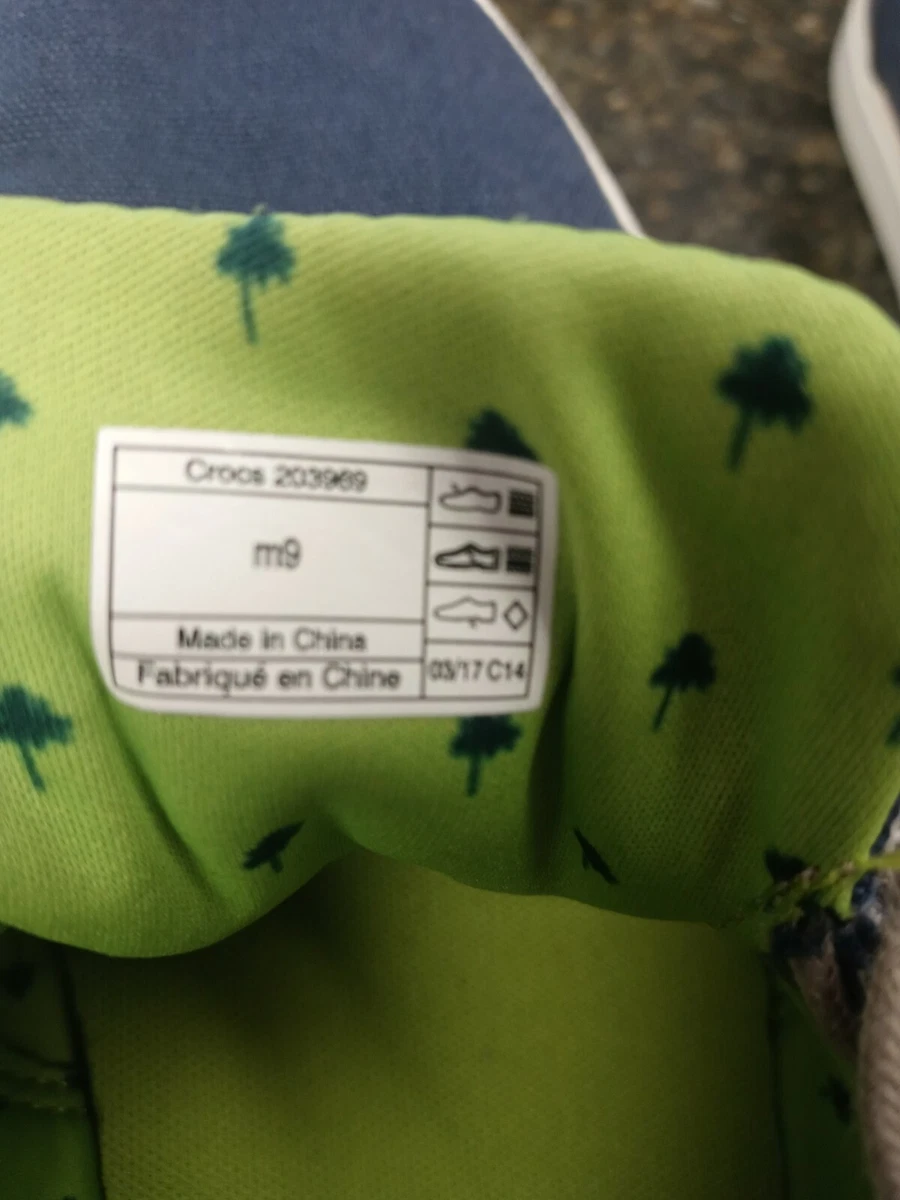 Crocs 203969
m9
Made in China
Fabriqué en Chine
03/17 C14